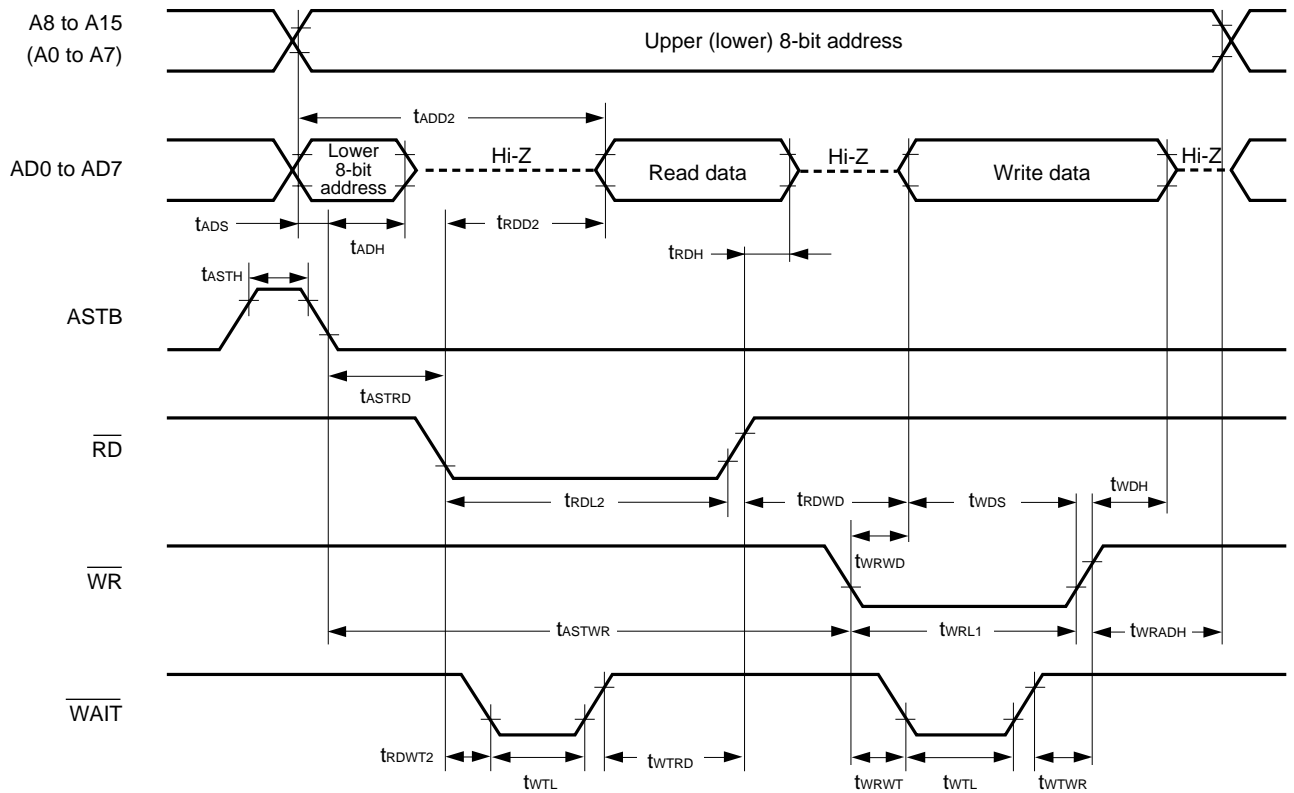 A8 to A15
(A0 to A7)
Upper (lower) 8-bit address
tADD2
AD0 to AD7
Lower
8-bit
address
Hi-Z
Read data
Hi-Z
Write data
Hi-Z
tADS
tADH
tRDD2
tRDH
tASTH
ASTB
tASTRD
RD
tRDL2
tRDWD
tWDS
tWDH
tWRWD
WR
tASTWR
tWRL1
tWRADH
WAIT
tRDWT2
tWTL
tWTRD
tWRWT
tWTL
tWTWR